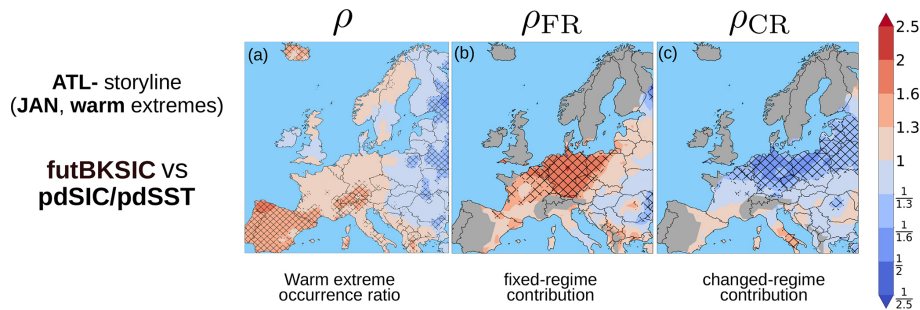 ρ
ρFR
ρCR
ATL- storyline
(JAN, warm extremes)
futBKSIC vs
pdSIC/pdSST
(a)
(b)
(c)
Warm extreme
occurrence ratio
fixed-regime
contribution
changed-regime
contribution
2.5
2
1.6
1.3
1
1/1.3
1/1.6
1/2
1/2.5